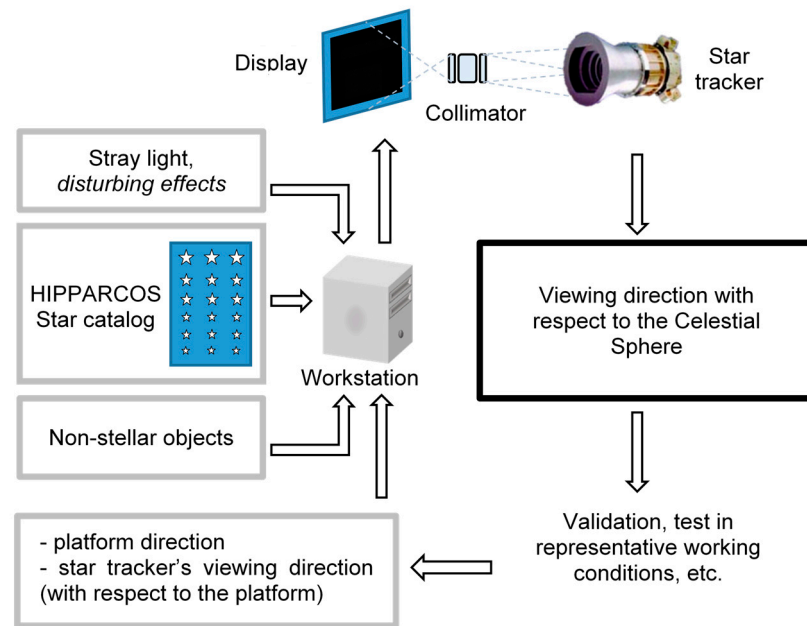 Display
Collimator
Star
tracker
Stray light,
disturbing effects
HIPPARCOS
Star catalog
Workstation
Non-stellar objects
Viewing direction with
respect to the Celestial
Sphere
Validation, test in
representative working
conditions, etc.
- platform direction
- star tracker's viewing direction
(with respect to the platform)